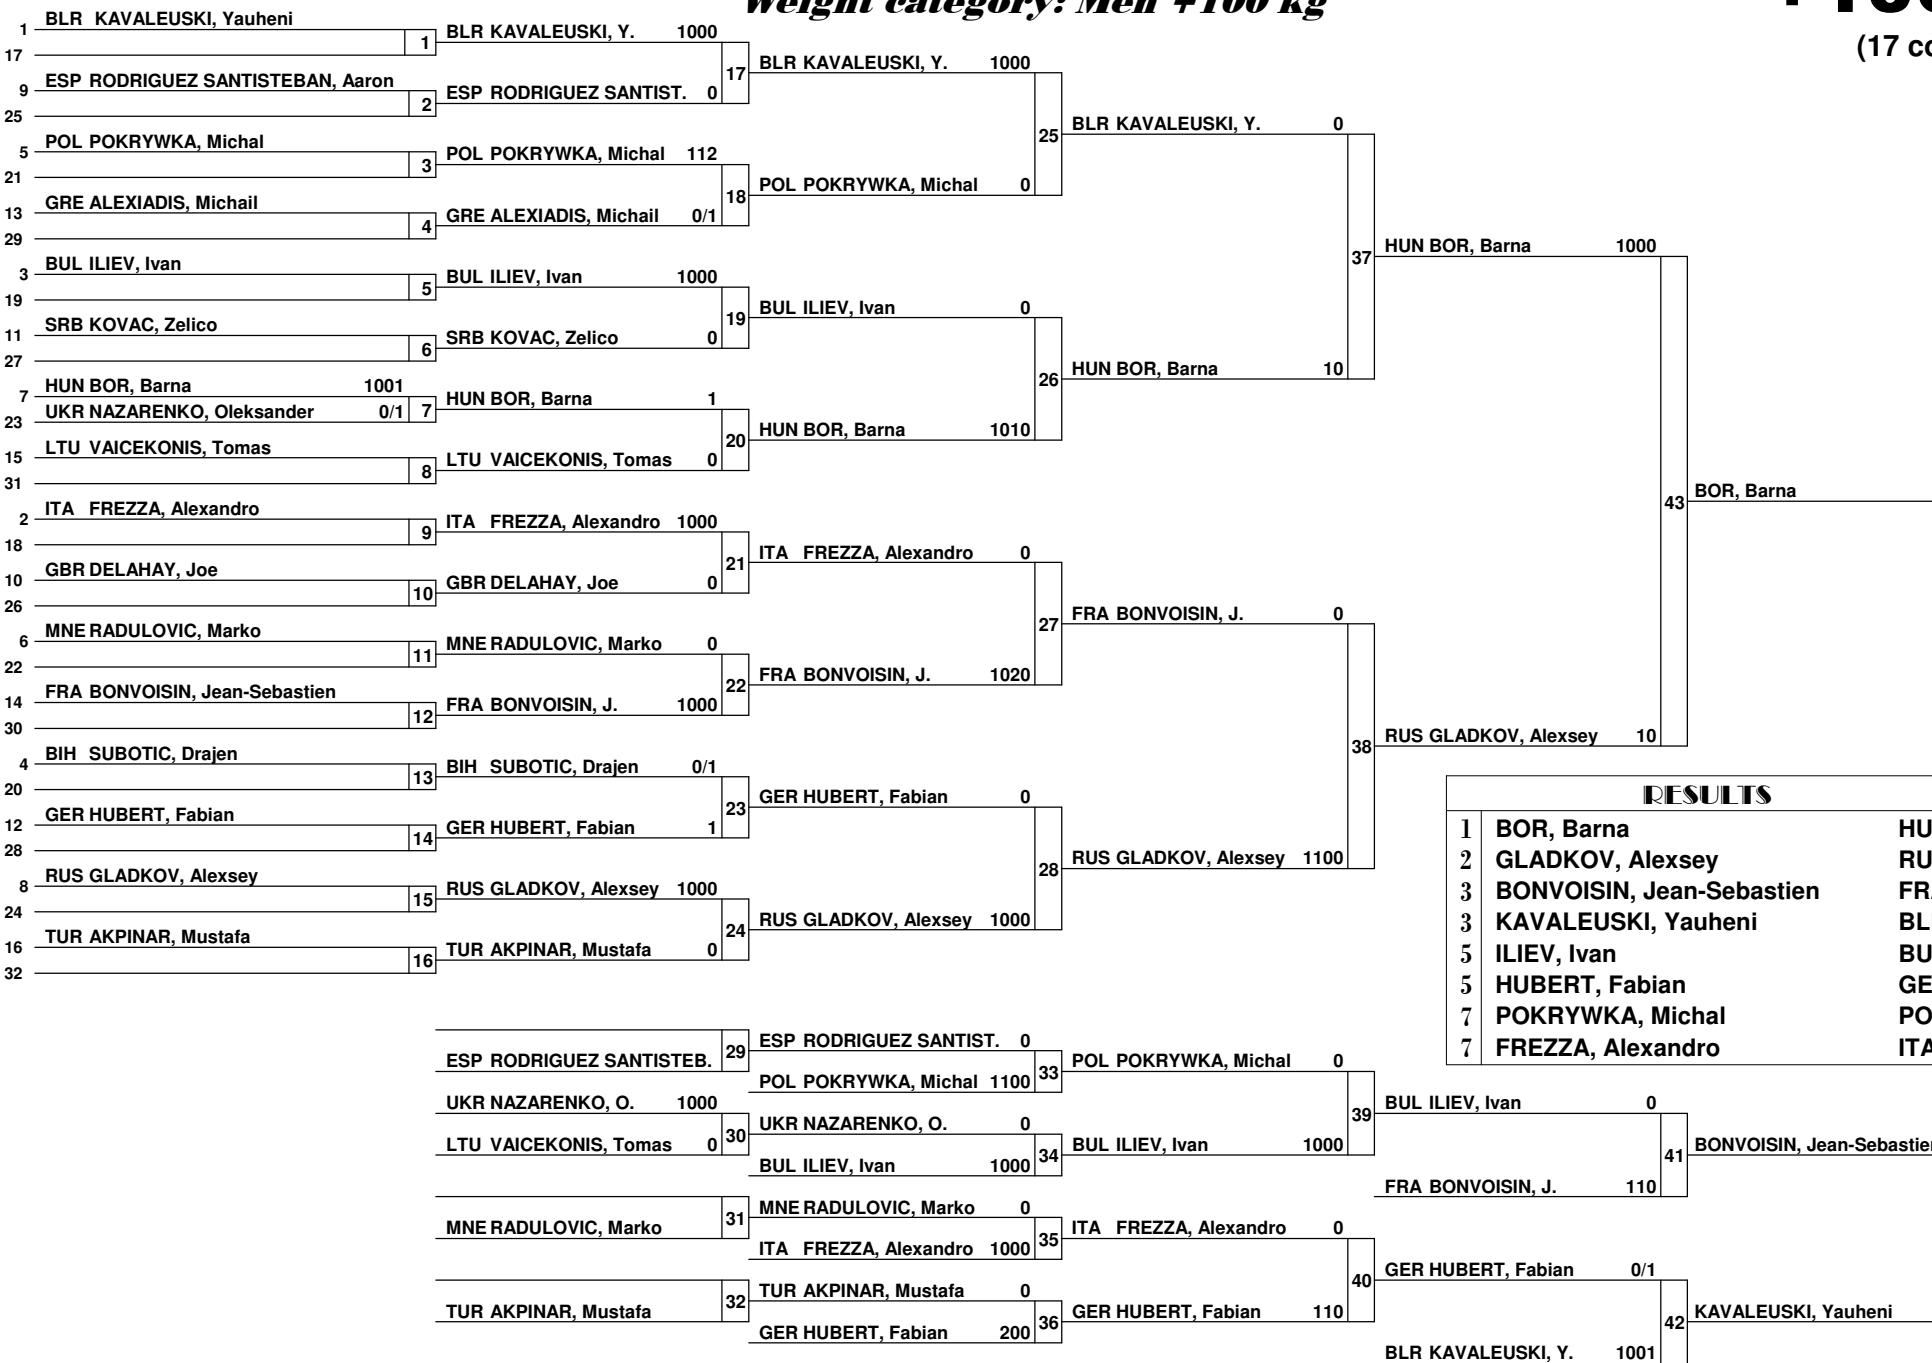 Weight category: Men +100 kg
(17 co
1 BLR KAVALEUSKI, Yauheni
17
1
9 ESP RODRIGUEZ SANTISTEBAN, Aaron
25
2
5 POL POKRYWKA, Michal
21
3
13 GRE ALEXIADIS, Michail
29
4
3 BUL ILIEV, Ivan
19
5
11 SRB KOVAC, Zelico
27
6
7 HUN BOR, Barna 1001
23 UKR NAZARENKO, Oleksander 0/1
7
15 LTU VAICEKONIS, Tomas
31
8
2 ITA FREZZA, Alexandro
18
9
10 GBR DELAHAY, Joe
26
10
6 MNE RADULOVIC, Marko
22
11
14 FRA BONVOISIN, Jean-Sebastien
30
12
4 BIH SUBOTIC, Drajen
20
13
12 GER HUBERT, Fabian
28
14
8 RUS GLADKOV, Alexsey
24
15
16 TUR AKPINAR, Mustafa
32
16
BLR KAVALEUSKI, Y. 1000
17
ESP RODRIGUEZ SANTIST. 0
POL POKRYWKA, Michal 112
18
GRE ALEXIADIS, Michail 0/1
BUL ILIEV, Ivan 1000
19
SRB KOVAC, Zelico 0
HUN BOR, Barna 1
20
LTU VAICEKONIS, Tomas 0
ITA FREZZA, Alexandro 1000
21
GBR DELAHAY, Joe 0
MNE RADULOVIC, Marko 0
22
FRA BONVOISIN, J. 1000
BIH SUBOTIC, Drajen 0/1
23
GER HUBERT, Fabian 1
RUS GLADKOV, Alexsey 1000
24
TUR AKPINAR, Mustafa 0
BLR KAVALEUSKI, Y. 1000
25
POL POKRYWKA, Michal 0
BUL ILIEV, Ivan 0
26
HUN BOR, Barna 1010
ITA FREZZA, Alexandro 0
27
FRA BONVOISIN, J. 1020
GER HUBERT, Fabian 0
28
RUS GLADKOV, Alexsey 1000
BLR KAVALEUSKI, Y. 0
37
HUN BOR, Barna 10
FRA BONVOISIN, J. 0
38
RUS GLADKOV, Alexsey 1100
HUN BOR, Barna 1000
43
RUS GLADKOV, Alexsey 10
BOR, Barna
RESULTS
1 BOR, Barna HU
2 GLADKOV, Alexsey RU
3 BONVOISIN, Jean-Sebastien FRA
3 KAVALEUSKI, Yauheni BL
5 ILIEV, Ivan BU
5 HUBERT, Fabian GE
7 POKRYWKA, Michal PO
7 FREZZA, Alexandro ITA
29
ESP RODRIGUEZ SANTISTEB.
UKR NAZARENKO, O. 1000
30
LTU VAICEKONIS, Tomas 0
31
MNE RADULOVIC, Marko
32
TUR AKPINAR, Mustafa
ESP RODRIGUEZ SANTIST. 0
33
POL POKRYWKA, Michal 1100
UKR NAZARENKO, O. 0
34
BUL ILIEV, Ivan 1000
MNE RADULOVIC, Marko 0
35
ITA FREZZA, Alexandro 1000
TUR AKPINAR, Mustafa 0
36
GER HUBERT, Fabian 200
POL POKRYWKA, Michal 0
39
BUL ILIEV, Ivan 1000
ITA FREZZA, Alexandro 0
40
GER HUBERT, Fabian 110
BUL ILIEV, Ivan 0
41
FRA BONVOISIN, J. 110
GER HUBERT, Fabian 0/1
42
BLR KAVALEUSKI, Y. 1001
BONVOISIN, Jean-Sebastien
KAVALEUSKI, Yauheni